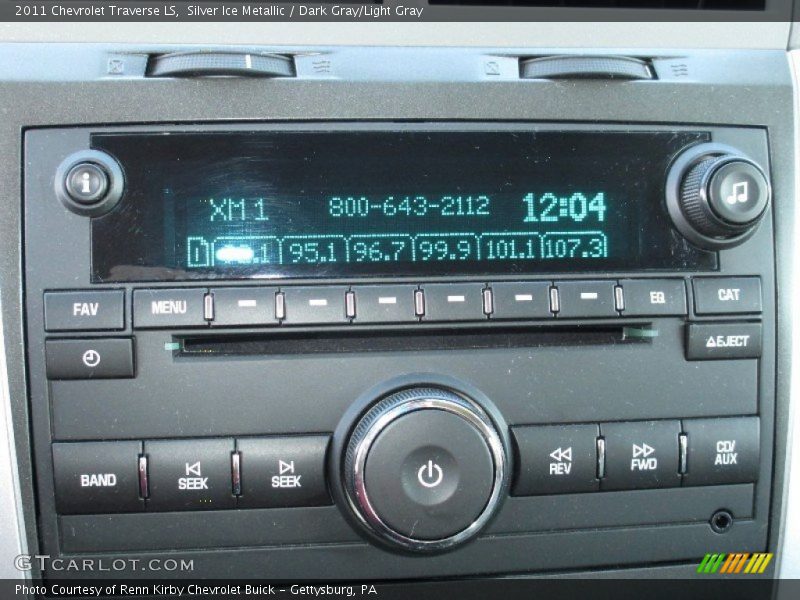 2011 Chevrolet Traverse LS, Silver Ice Metallic / Dark Gray/Light Gray
XM 1 800-643-2112 12:04
95.1 96.7 99.9 101.1 107.3
FAV MENU EQ CAT
EJECT
BAND SEEK SEEK REV FWD CD/AUX
GTCARLOT.COM
Photo Courtesy of Renn Kirby Chevrolet Buick – Gettysburg, PA